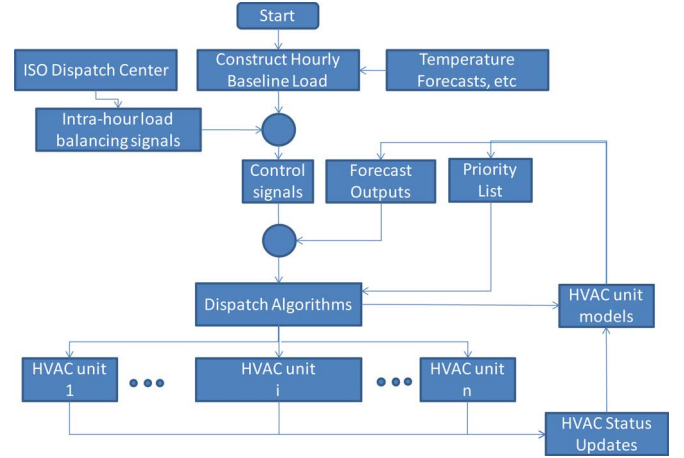 Start
ISO Dispatch Center
Construct Hourly
Baseline Load
Temperature
Forecasts, etc
Intra-hour load
balancing signals
Control
signals
Forecast
Outputs
Priority
List
Dispatch Algorithms
HVAC unit
models
HVAC unit
1
HVAC unit
i
HVAC unit
n
HVAC Status
Updates